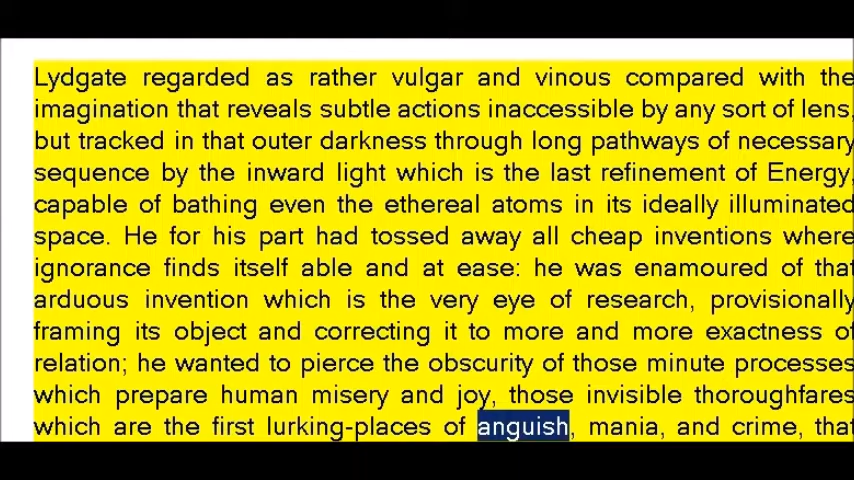 Lydgate regarded as rather vulgar and vinous compared with the
imagination that reveals subtle actions inaccessible by any sort of lens,
but tracked in that outer darkness through long pathways of necessary
sequence by the inward light which is the last refinement of Energy,
capable of bathing even the ethereal atoms in its ideally illuminated
space. He for his part had tossed away all cheap inventions where
ignorance finds itself able and at ease: he was enamoured of that
arduous invention which is the very eye of research, provisionally
framing its object and correcting it to more and more exactness of
relation; he wanted to pierce the obscurity of those minute processes
which prepare human misery and joy, those invisible thoroughfares
which are the first lurking-places of anguish, mania, and crime, that